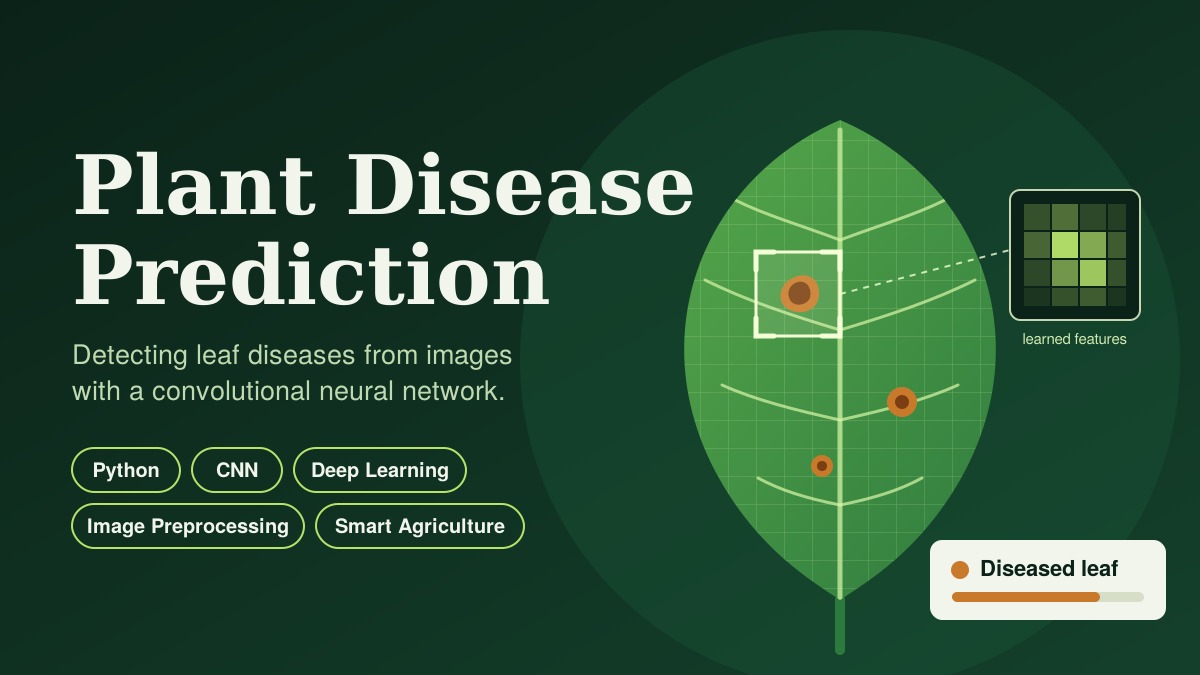 Plant Disease
Prediction
Detecting leaf diseases from images
with a convolutional neural network.
Python
CNN
Deep Learning
Image Preprocessing
Smart Agriculture
learned features
Diseased leaf